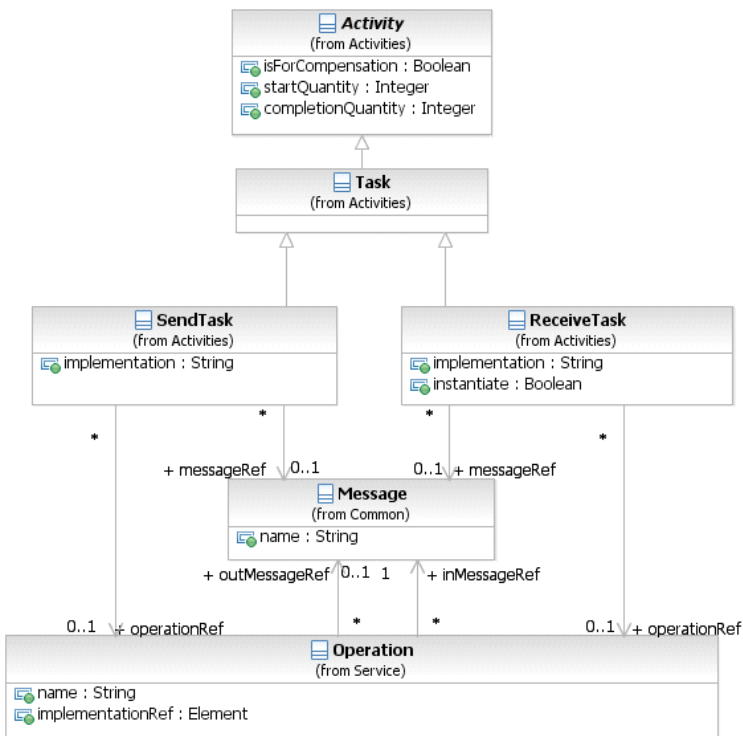 Activity
(from Activities)
isForCompensation : Boolean
startQuantity : Integer
completionQuantity : Integer
Task
(from Activities)
SendTask
(from Activities)
implementation : String
ReceiveTask
(from Activities)
implementation : String
instantiate : Boolean
* * * *
+ messageRef 0..1 0..1 + messageRef
Message
(from Common)
name : String
+ outMessageRef 0..1 1 + inMessageRef
* *
0..1 + operationRef 0..1 + operationRef
Operation
(from Service)
name : String
implementationRef : Element